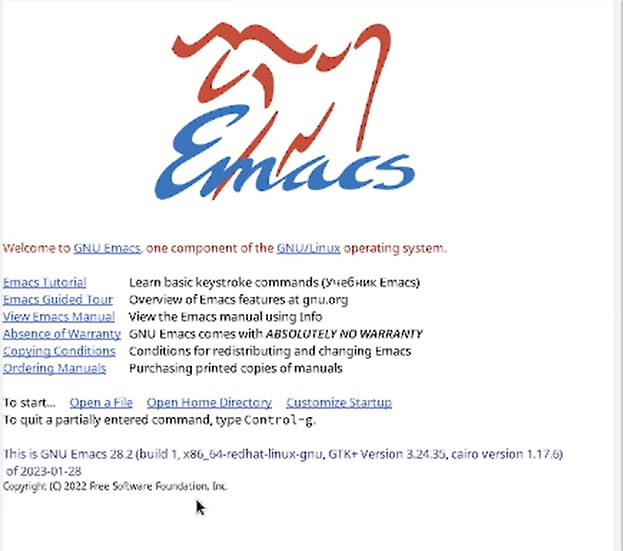 Emacs
Welcome to GNU Emacs, one component of the GNU/Linux operating system.
Emacs Tutorial Learn basic keystroke commands (Учебник Emacs)
Emacs Guided Tour Overview of Emacs features at gnu.org
View Emacs Manual View the Emacs manual using Info
Absence of Warranty GNU Emacs comes with ABSOLUTELY NO WARRANTY
Copying Conditions Conditions for redistributing and changing Emacs
Ordering Manuals Purchasing printed copies of manuals
To start... Open a File Open Home Directory Customize Startup
To quit a partially entered command, type Control-g.
This is GNU Emacs 28.2 (build 1, x86_64-redhat-linux-gnu, GTK+ Version 3.24.35, cairo version 1.17.6)
of 2023-01-28
Copyright (C) 2022 Free Software Foundation, Inc.